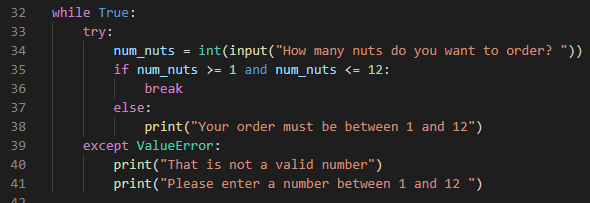 32 while True:
33     try:
34         num_nuts = int(input("How many nuts do you want to order? "))
35         if num_nuts >= 1 and num_nuts <= 12:
36             break
37         else:
38             print("Your order must be between 1 and 12")
39     except ValueError:
40         print("That is not a valid number")
41         print("Please enter a number between 1 and 12 ")